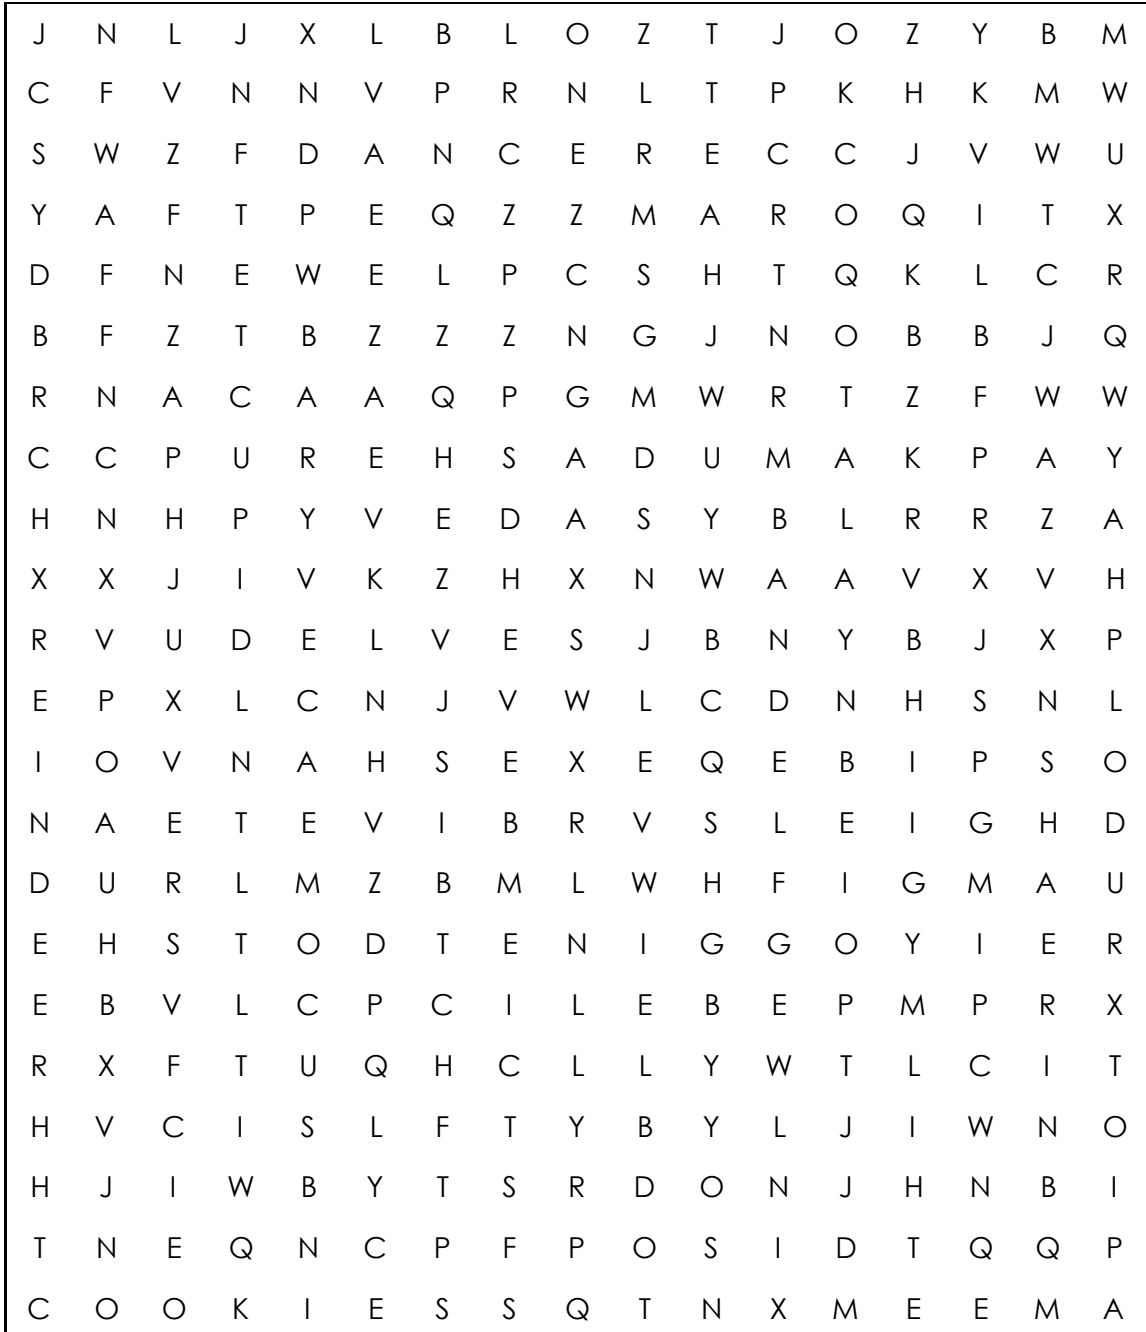 J N L J X L B L O Z T J O Z Y B M
C F V N N V P R N L T P K H K M W
S W Z F D A N C E R E C C J V W U
Y A F T P E Q Z Z M A R O Q I T X
D F N E W E L P C S H T Q K L C R
B F Z T B Z Z Z N G J N O B B J Q
R N A C A A Q P G M W R T Z F W W
C C P U R E H S A D U M A K P A Y
H N H P Y V E D A S Y B L R R Z A
X X J I V K Z H X N W A A V X V H
R V U D E L V E S J B N Y B J X P
E P X L C N J V W L C D N H S N L
I O V N A H S E X E Q E B I P S O
N A E T E V I B R V S L E I G H D
D U R L M Z B M L W H F I G M A U
E H S T O D T E N I G G O Y I E R
E B V L C P C I L E B E P M P R X
R X F T U Q H C L L Y W T L C I T
H V C I S L F T Y B Y L J I W N O
H J I W B Y T S R D O N J H N B I
T N E Q N C P F P O S I D T Q Q P
C O O K I E S S Q T N X M E E M A